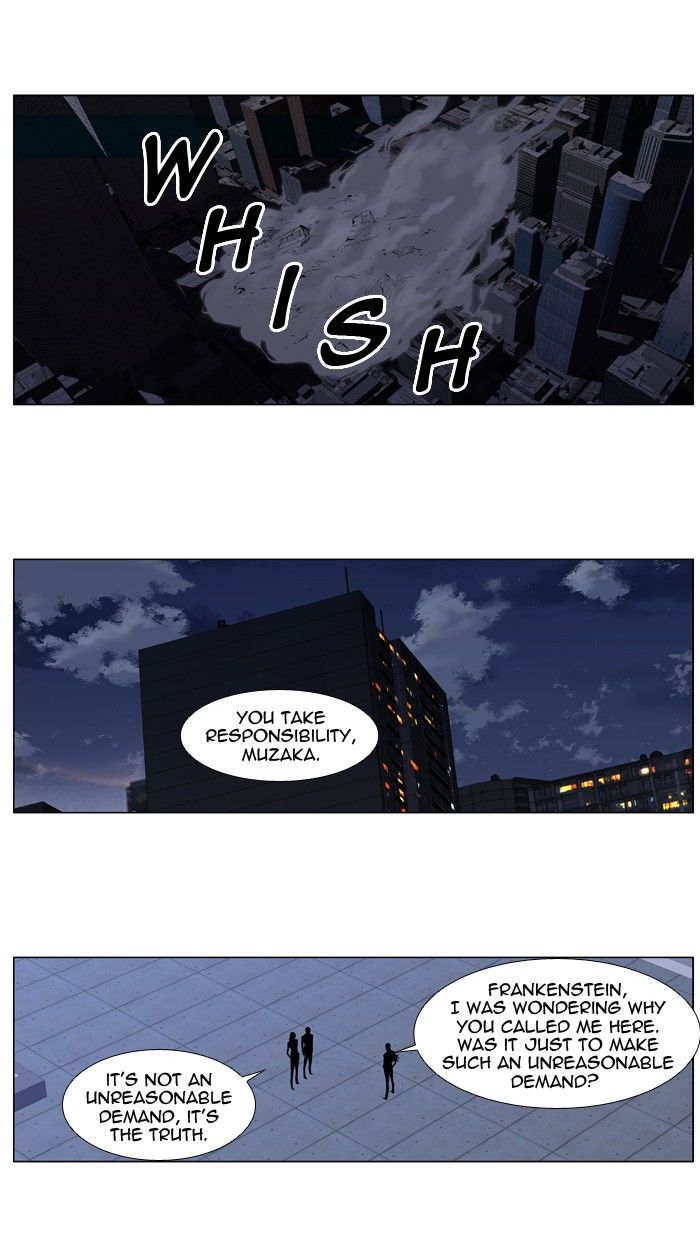 WHISH
YOU TAKE
RESPONSIBILITY,
MUZAKA.
FRANKENSTEIN,
I WAS WONDERING WHY
YOU CALLED ME HERE.
WAS IT JUST TO MAKE
SUCH AN UNREASONABLE
DEMAND?
IT'S NOT AN
UNREASONABLE
DEMAND, IT'S
THE TRUTH.